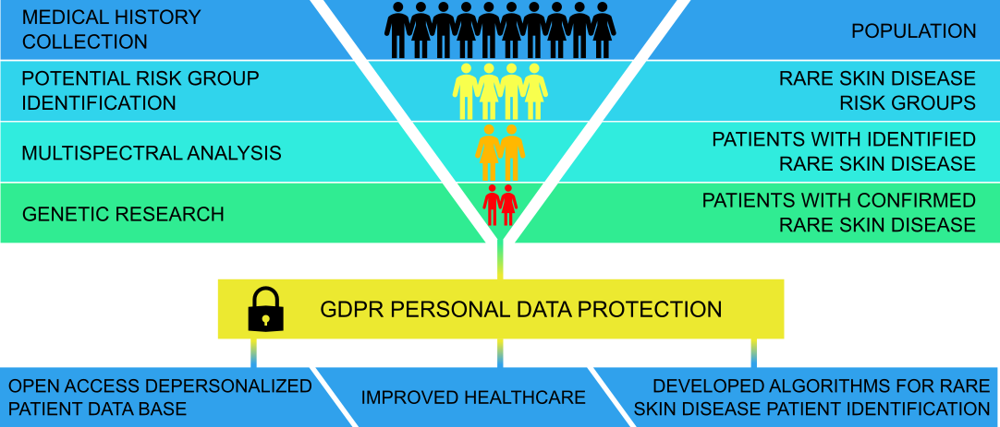 MEDICAL HISTORY
COLLECTION
POPULATION
POTENTIAL RISK GROUP
IDENTIFICATION
RARE SKIN DISEASE
RISK GROUPS
MULTISPECTRAL ANALYSIS
PATIENTS WITH IDENTIFIED
RARE SKIN DISEASE
GENETIC RESEARCH
PATIENTS WITH CONFIRMED
RARE SKIN DISEASE
GDPR PERSONAL DATA PROTECTION
OPEN ACCESS DEPERSONALIZED
PATIENT DATA BASE
IMPROVED HEALTHCARE
DEVELOPED ALGORITHMS FOR RARE
SKIN DISEASE PATIENT IDENTIFICATION